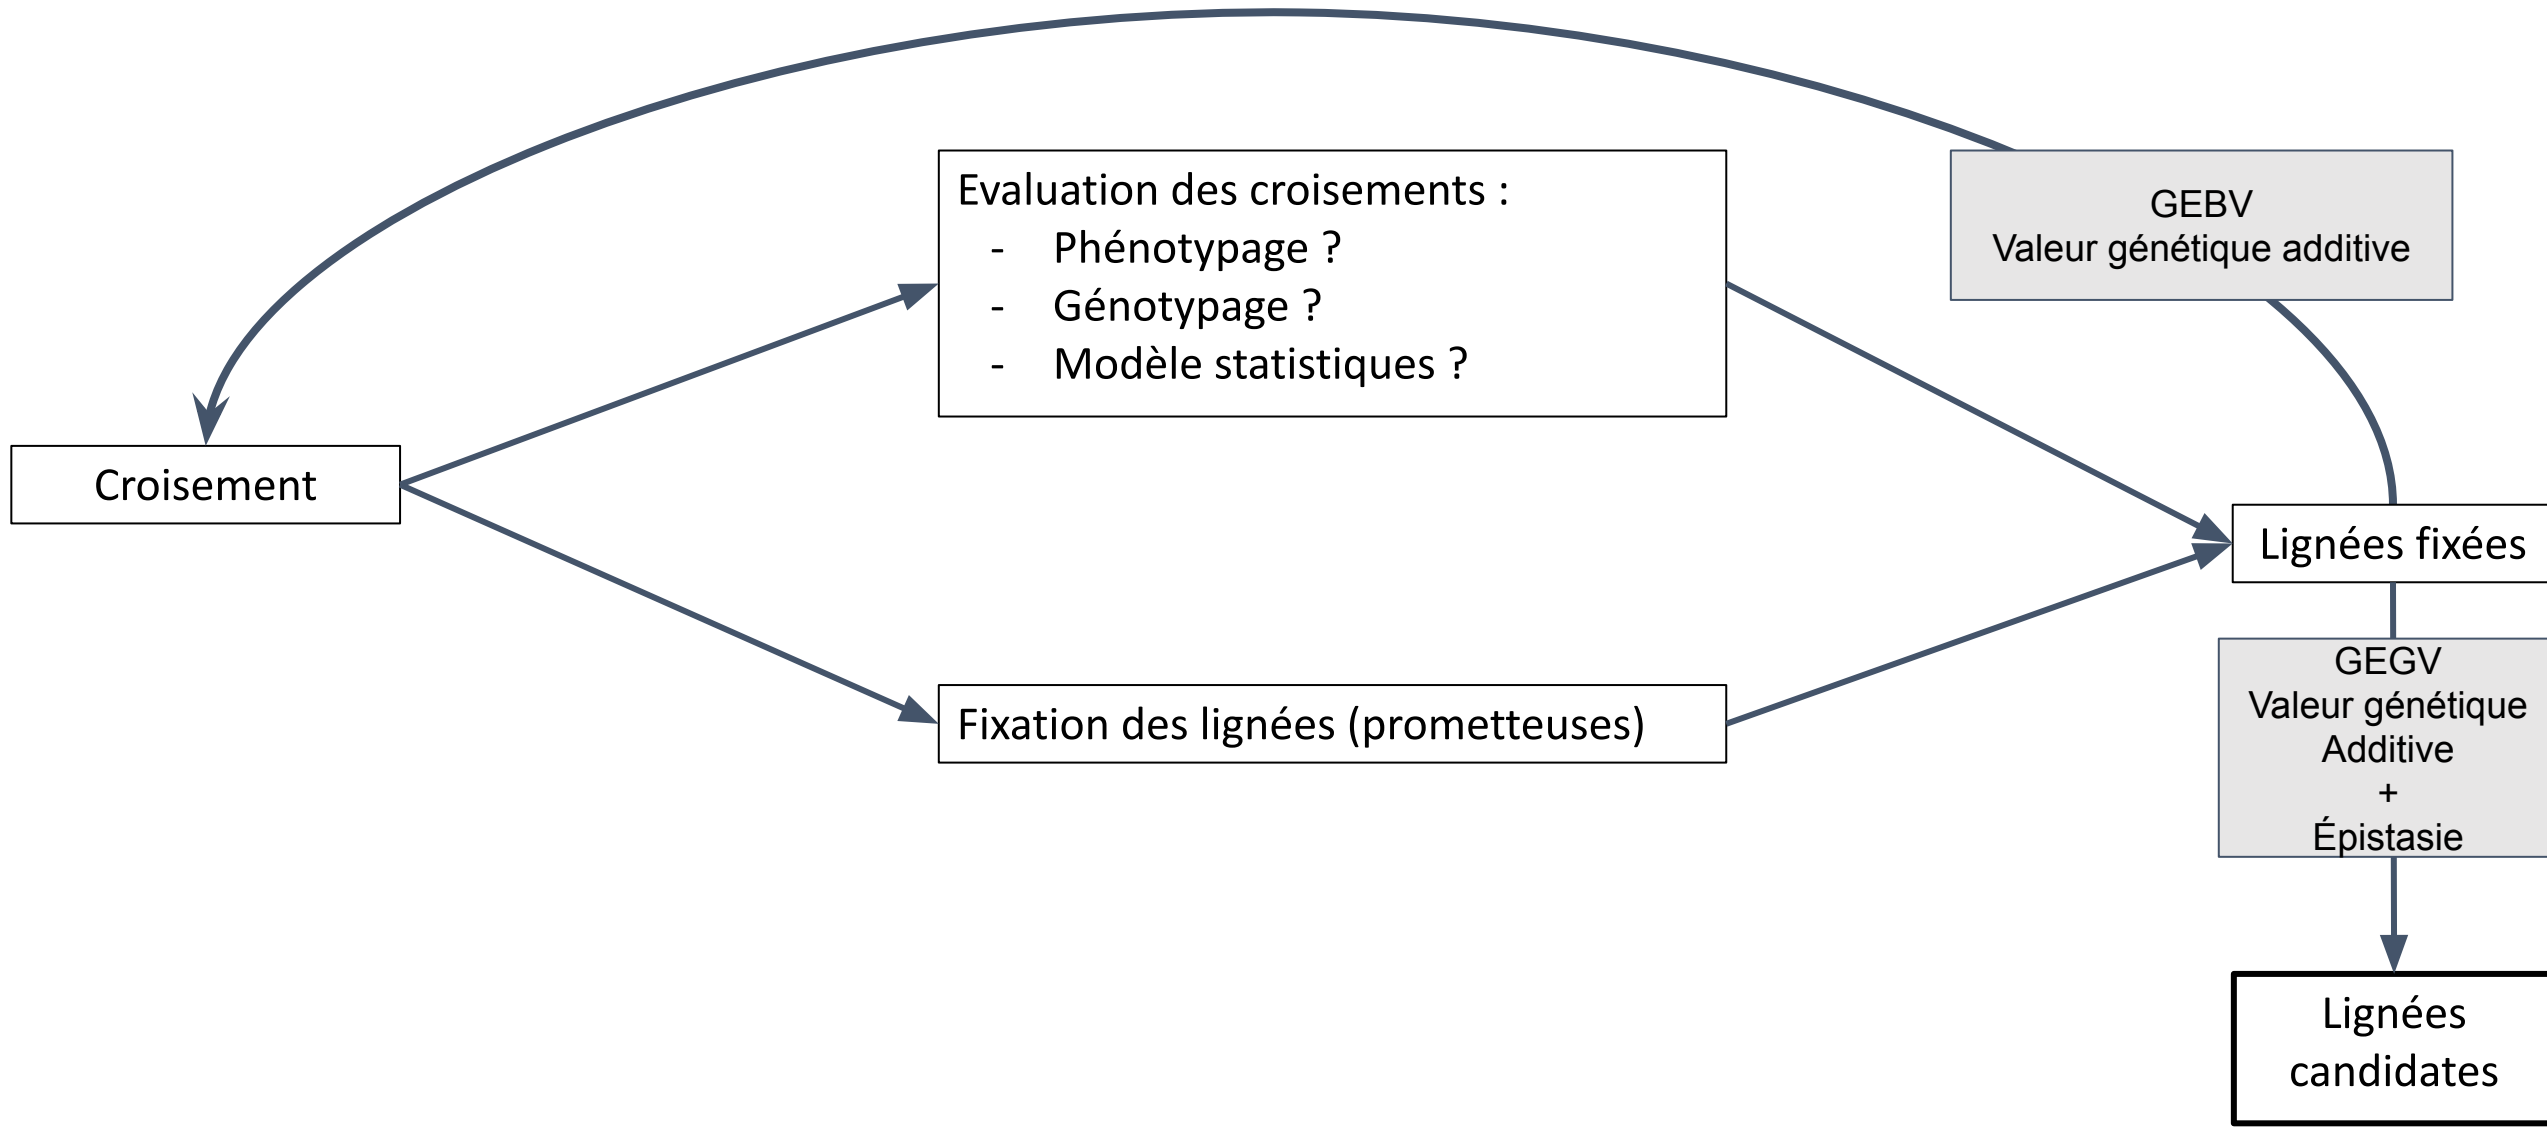 GEBV
Valeur génétique additive
Evaluation des croisements :
- Phénotypage ?
- Génotypage ?
- Modèle statistiques ?
Croisement
Lignées fixées
Fixation des lignées (prometteuses)
GEGV
Valeur génétique
Additive
+
Épistasie
Lignées
candidates